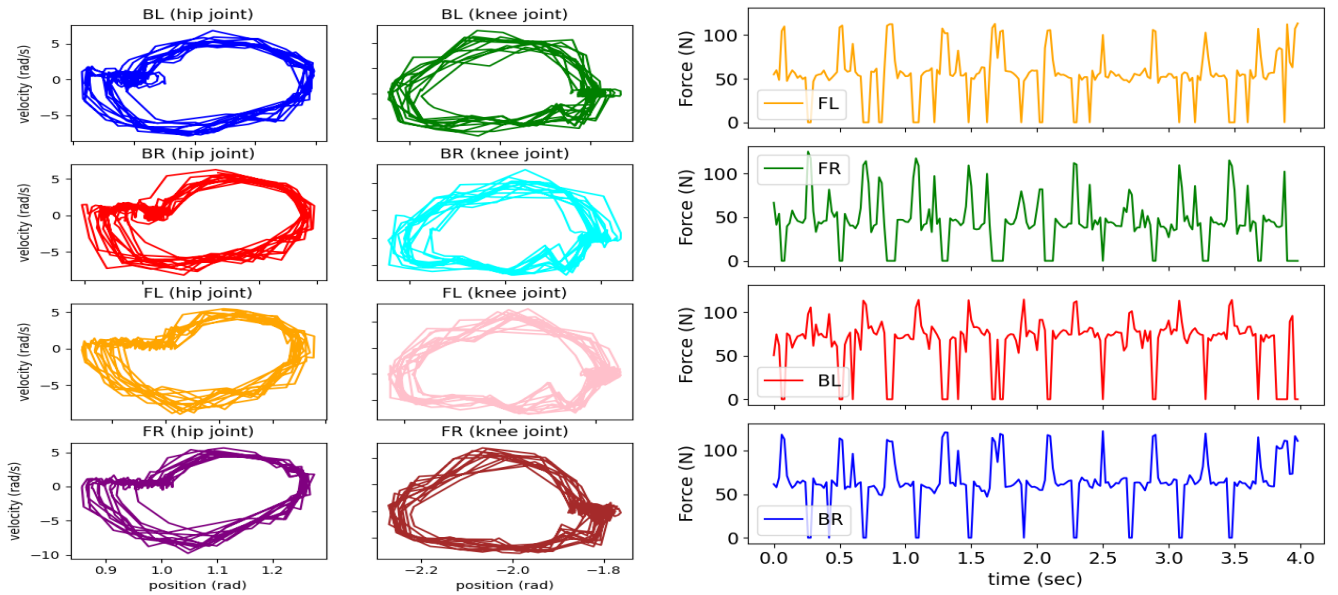 BL (hip joint)
velocity (rad/s)
5
0
−5
BL (knee joint)
BR (hip joint)
velocity (rad/s)
5
0
−5
BR (knee joint)
FL (hip joint)
velocity (rad/s)
5
0
−5
FL (knee joint)
FR (hip joint)
velocity (rad/s)
5
0
−5
−10
0.9 1.0 1.1 1.2
position (rad)
FR (knee joint)
−2.2 −2.0 −1.8
position (rad)
Force (N)
100
50
0
FL
Force (N)
100
50
0
FR
Force (N)
100
50
0
BL
Force (N)
100
50
0
BR
0.0 0.5 1.0 1.5 2.0 2.5 3.0 3.5 4.0
time (sec)